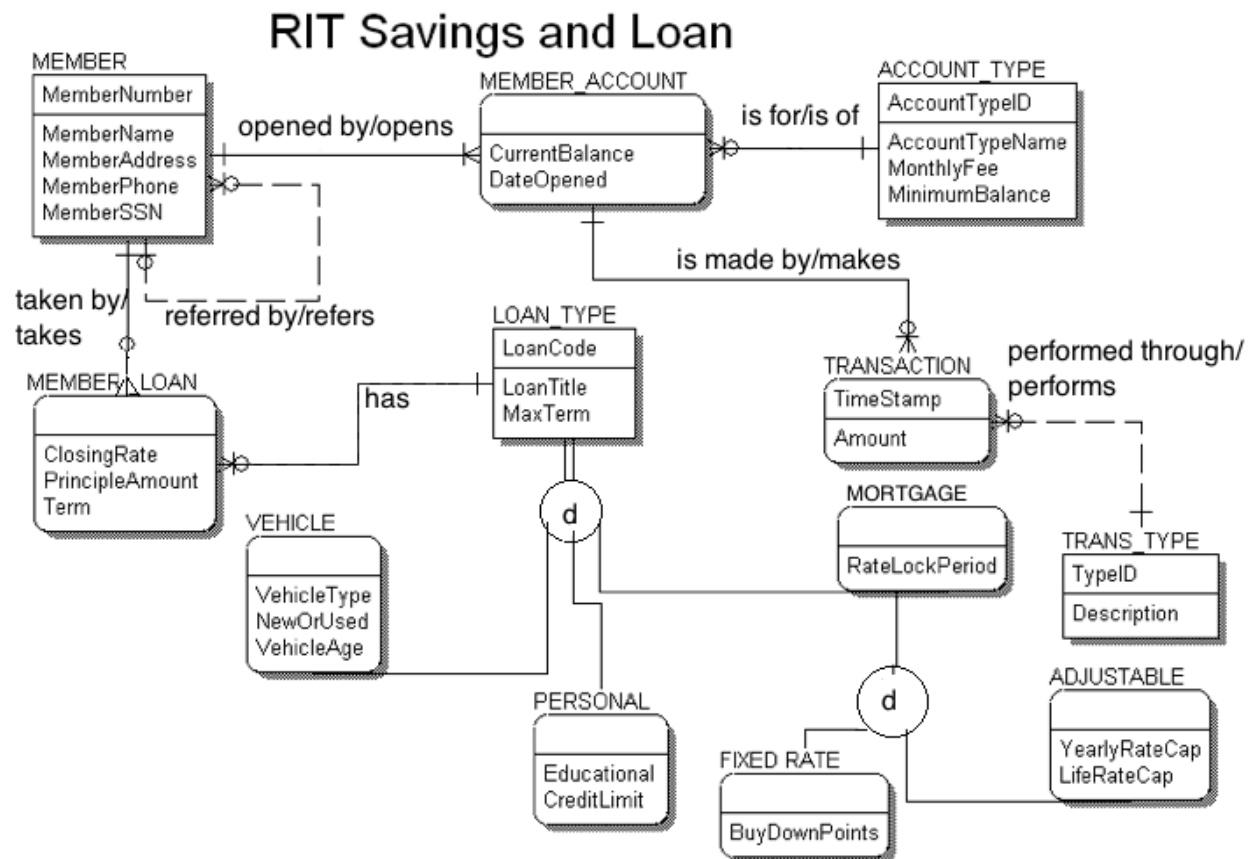 RIT Savings and Loan
MEMBER
MemberNumber
MemberName
MemberAddress
MemberPhone
MemberSSN
opened by/opens
MEMBER_ACCOUNT
CurrentBalance
DateOpened
is for/is of
ACCOUNT_TYPE
AccountTypeID
AccountTypeName
MonthlyFee
MinimumBalance
is made by/makes
taken by/
takes
referred by/refers
LOAN_TYPE
LoanCode
LoanTitle
MaxTerm
TRANSACTION
TimeStamp
Amount
performed through/
performs
MEMBER_LOAN
ClosingRate
PrincipleAmount
Term
has
d
VEHICLE
VehicleType
NewOrUsed
VehicleAge
MORTGAGE
RateLockPeriod
TRANS_TYPE
TypeID
Description
PERSONAL
Educational
CreditLimit
d
FIXED RATE
BuyDownPoints
ADJUSTABLE
YearlyRateCap
LifeRateCap